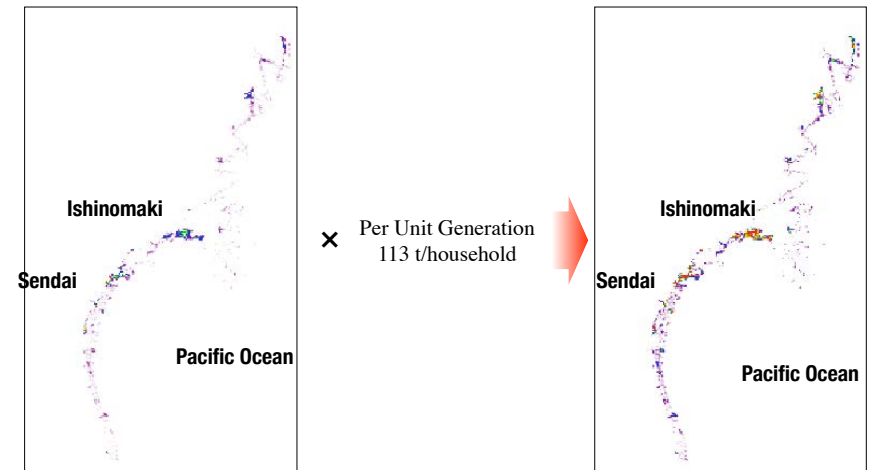 Ishinomaki
Sendai
Pacific Ocean
×
Per Unit Generation
113 t/household
Ishinomaki
Sendai
Pacific Ocean